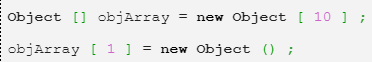 Object [] objArray = new Object [ 10 ] ;
objArray [ 1 ] = new Object () ;